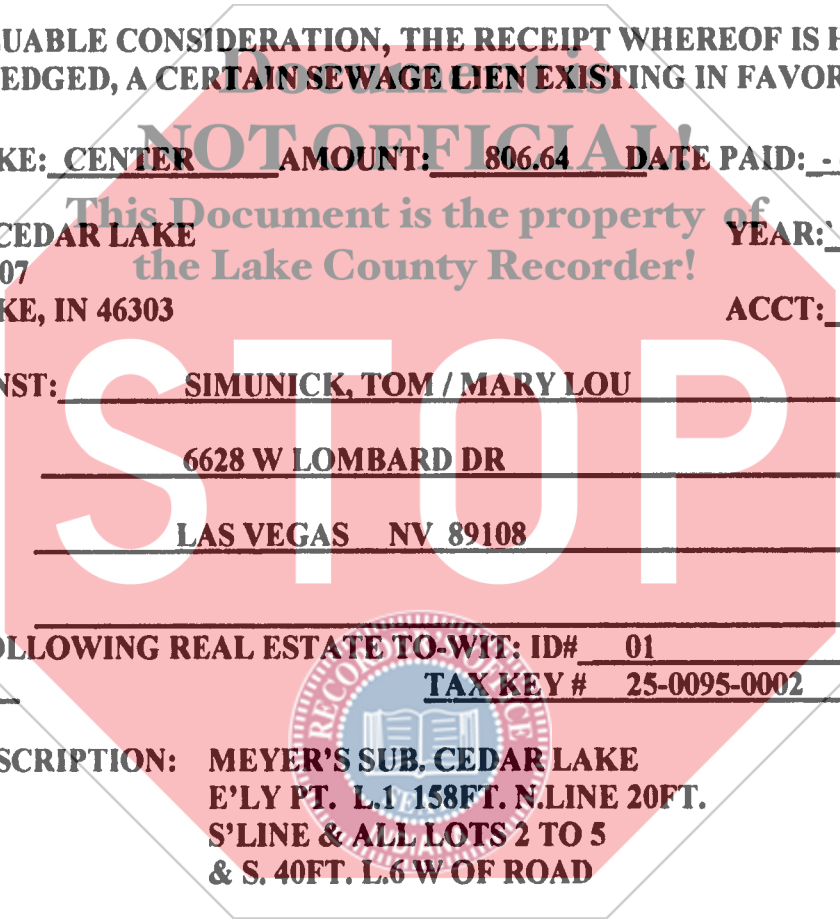 UABLE CONSIDERATION, THE RECEIPT WHEREOF IS H
EDGED, A CERTAIN SEWAGE LIEN EXISTING IN FAVOR
Document is
NOT OFFICIAL!
KE: CENTER AMOUNT: 806.64 DATE PAID: -
This Document is the property of
the Lake County Recorder!
CEDAR LAKE YEAR:
07
KE, IN 46303 ACCT:
STOP
NST: SIMUNICK, TOM / MARY LOU
6628 W LOMBARD DR
LAS VEGAS NV 89108
OLLOWING REAL ESTATE TO-WIT: ID# 01
TAX KEY # 25-0095-0002
RECORDER'S OFFICE
SEAL
INDIANA
SCRIPTION: MEYER'S SUB. CEDAR LAKE
E'LY PT. L.1 158FT. N.LINE 20FT.
S'LINE & ALL LOTS 2 TO 5
& S. 40FT. L.6 W OF ROAD